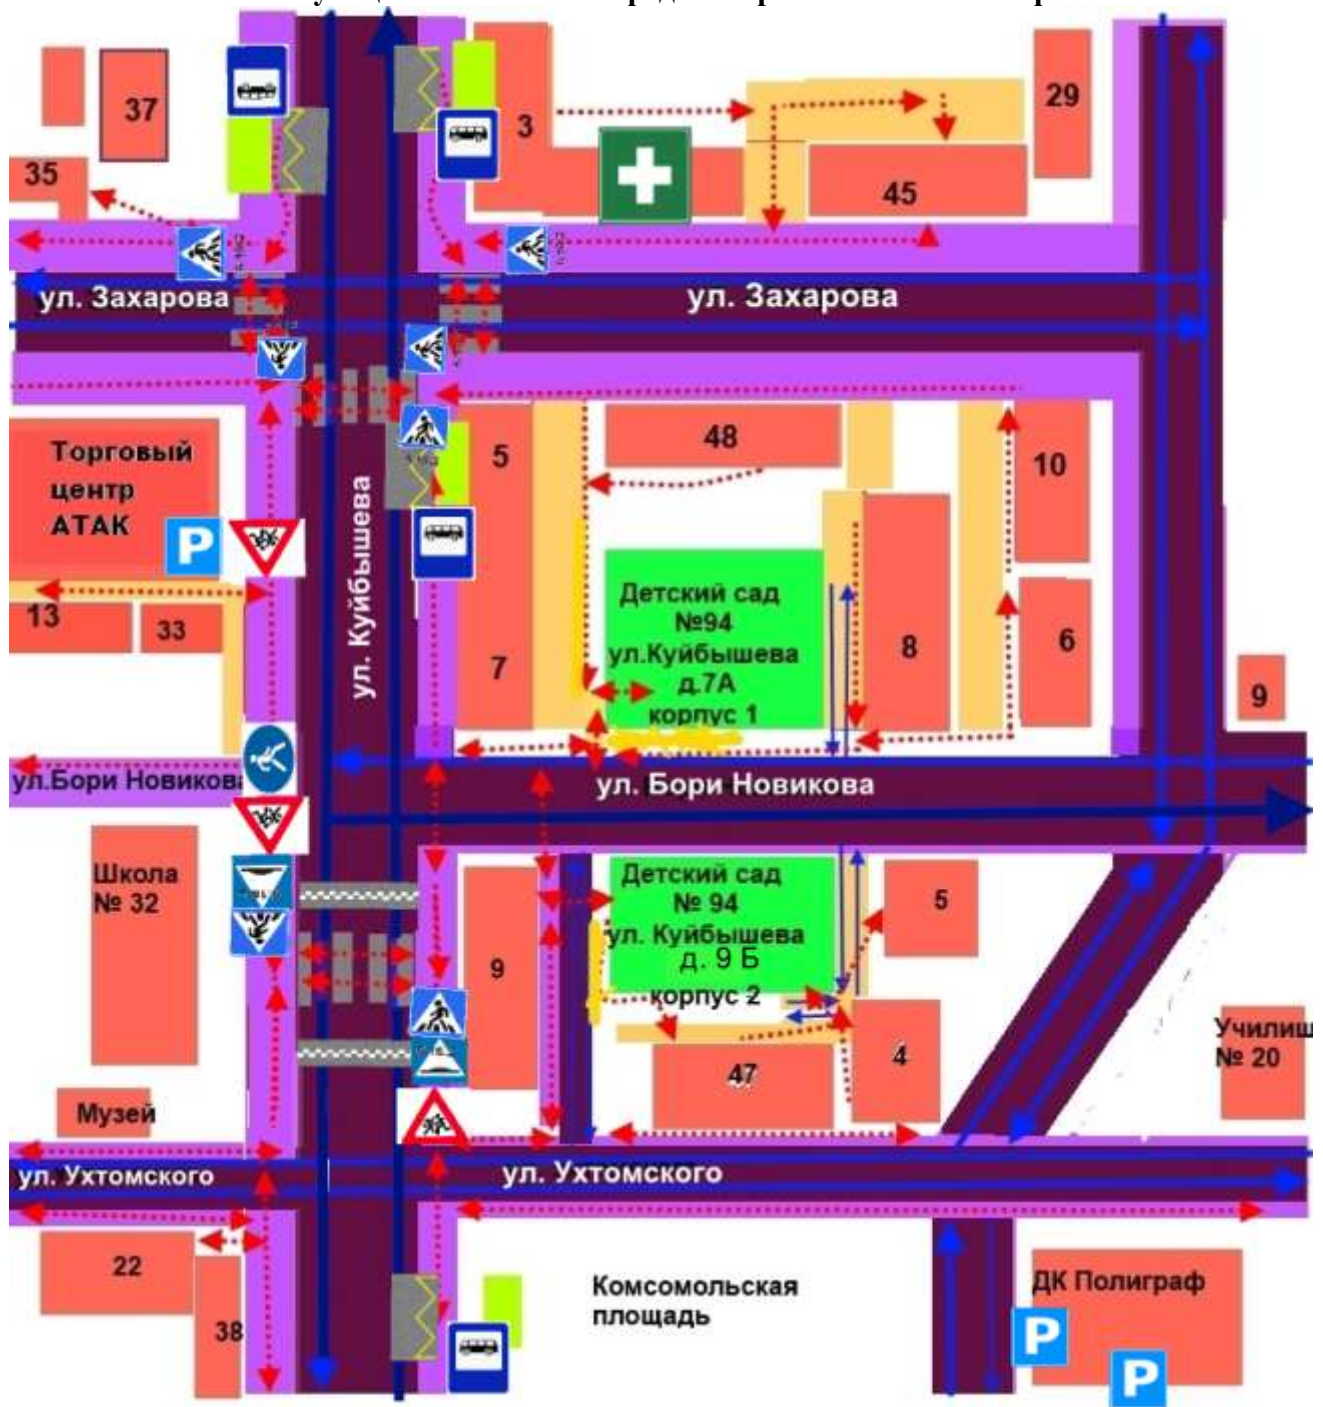 37
3
29
35
45
ул. Захарова
ул. Захарова
Торговый
центр
АТАК
P
5
48
10
ул. Куйбышева
13
33
7
Детский сад
№94
ул.Куйбышева
д.7А
корпус 1
8
6
9
ул.Бори Новикова
ул. Бори Новикова
Школа
№ 32
9
Детский сад
№ 94
ул. Куйбышева
д. 9 Б
корпус 2
5
Музей
47
4
Училищ
№ 20
ул. Ухтомского
ул. Ухтомского
22
38
Комсомольская
площадь
ДК Полиграф
P
P